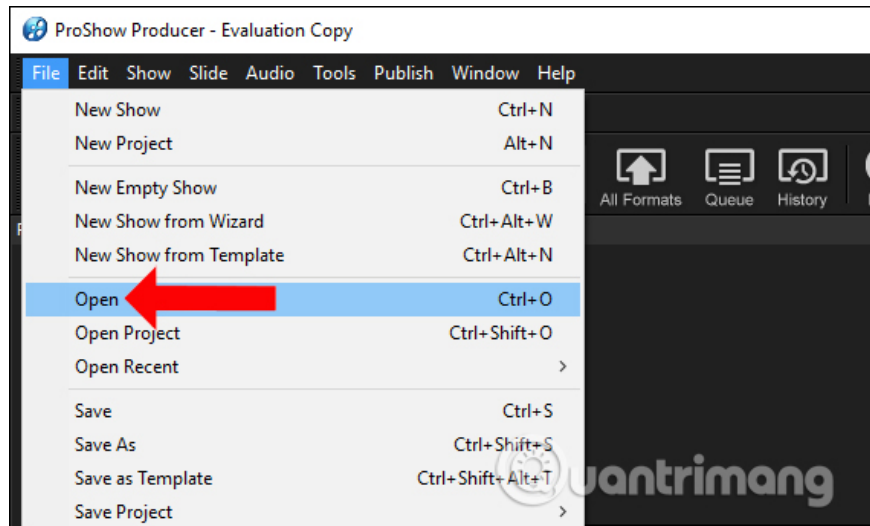 ProShow Producer - Evaluation Copy
File Edit Show Slide Audio Tools Publish Window Help
New Show Ctrl+N
New Project Alt+N
New Empty Show Ctrl+B
New Show from Wizard Ctrl+Alt+W
New Show from Template Ctrl+Alt+N
All Formats Queue History
Open Ctrl+O
Open Project Ctrl+Shift+O
Open Recent
Save Ctrl+S
Save As Ctrl+Shift+S
Save as Template Ctrl+Shift+Alt+T
Save Project
Quantrimang